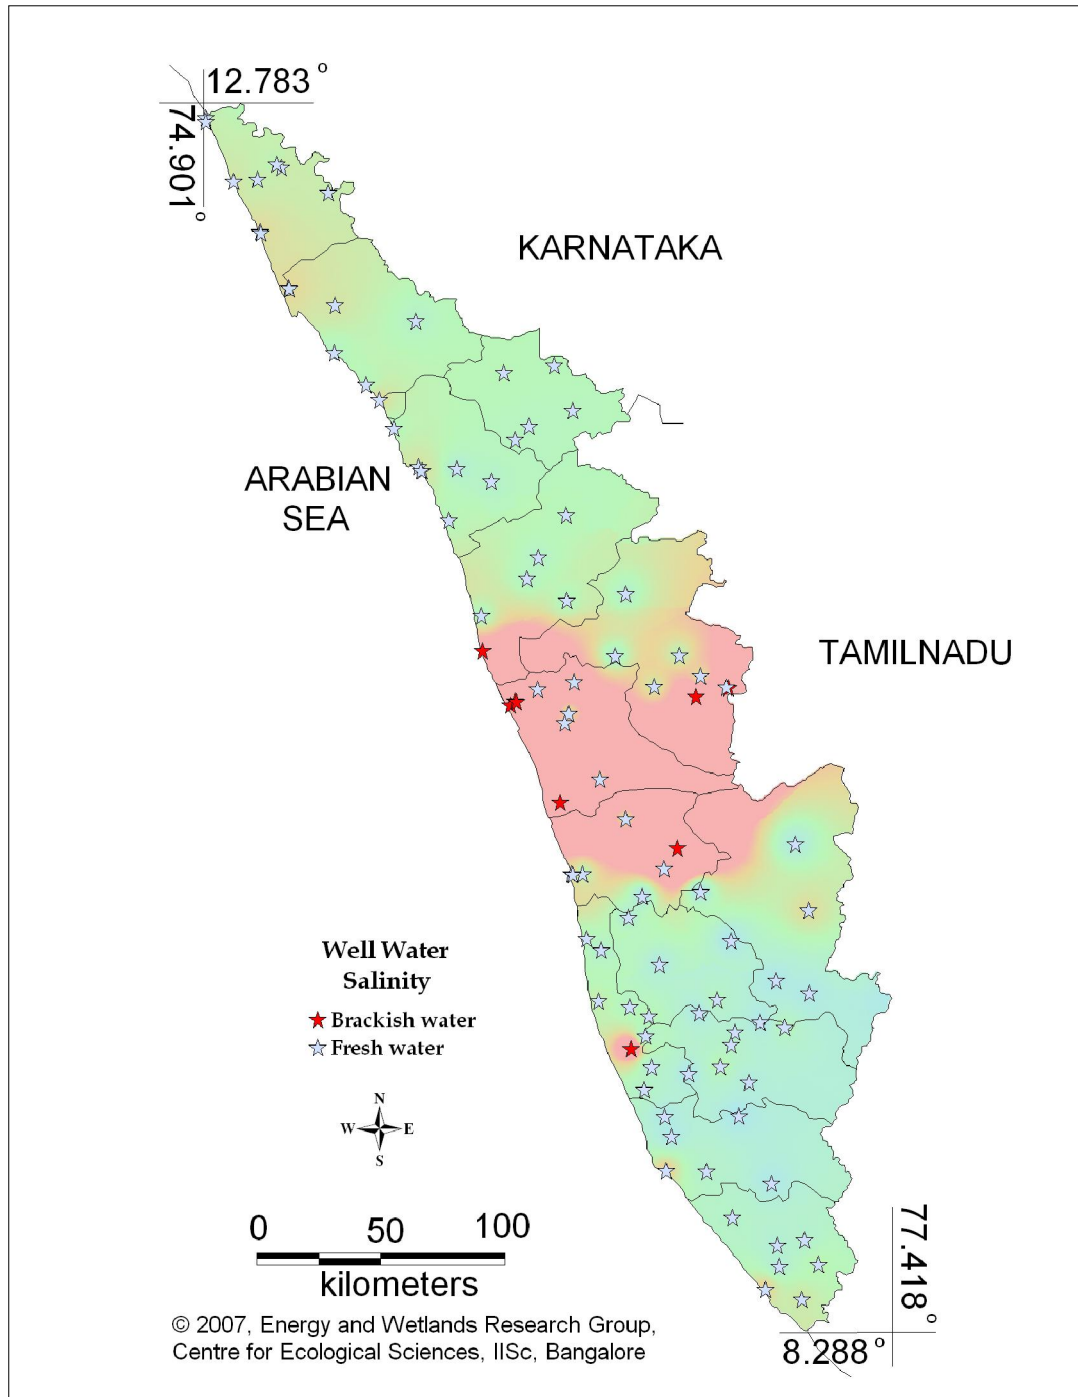 12.783 °
74.901 °
KARNATAKA
ARABIAN
SEA
TAMILNADU
Well Water
Salinity
Brackish water
Fresh water
N
W E
S
0 50 100
kilometers
77.418 °
8.288 °
© 2007, Energy and Wetlands Research Group,
Centre for Ecological Sciences, IISc, Bangalore